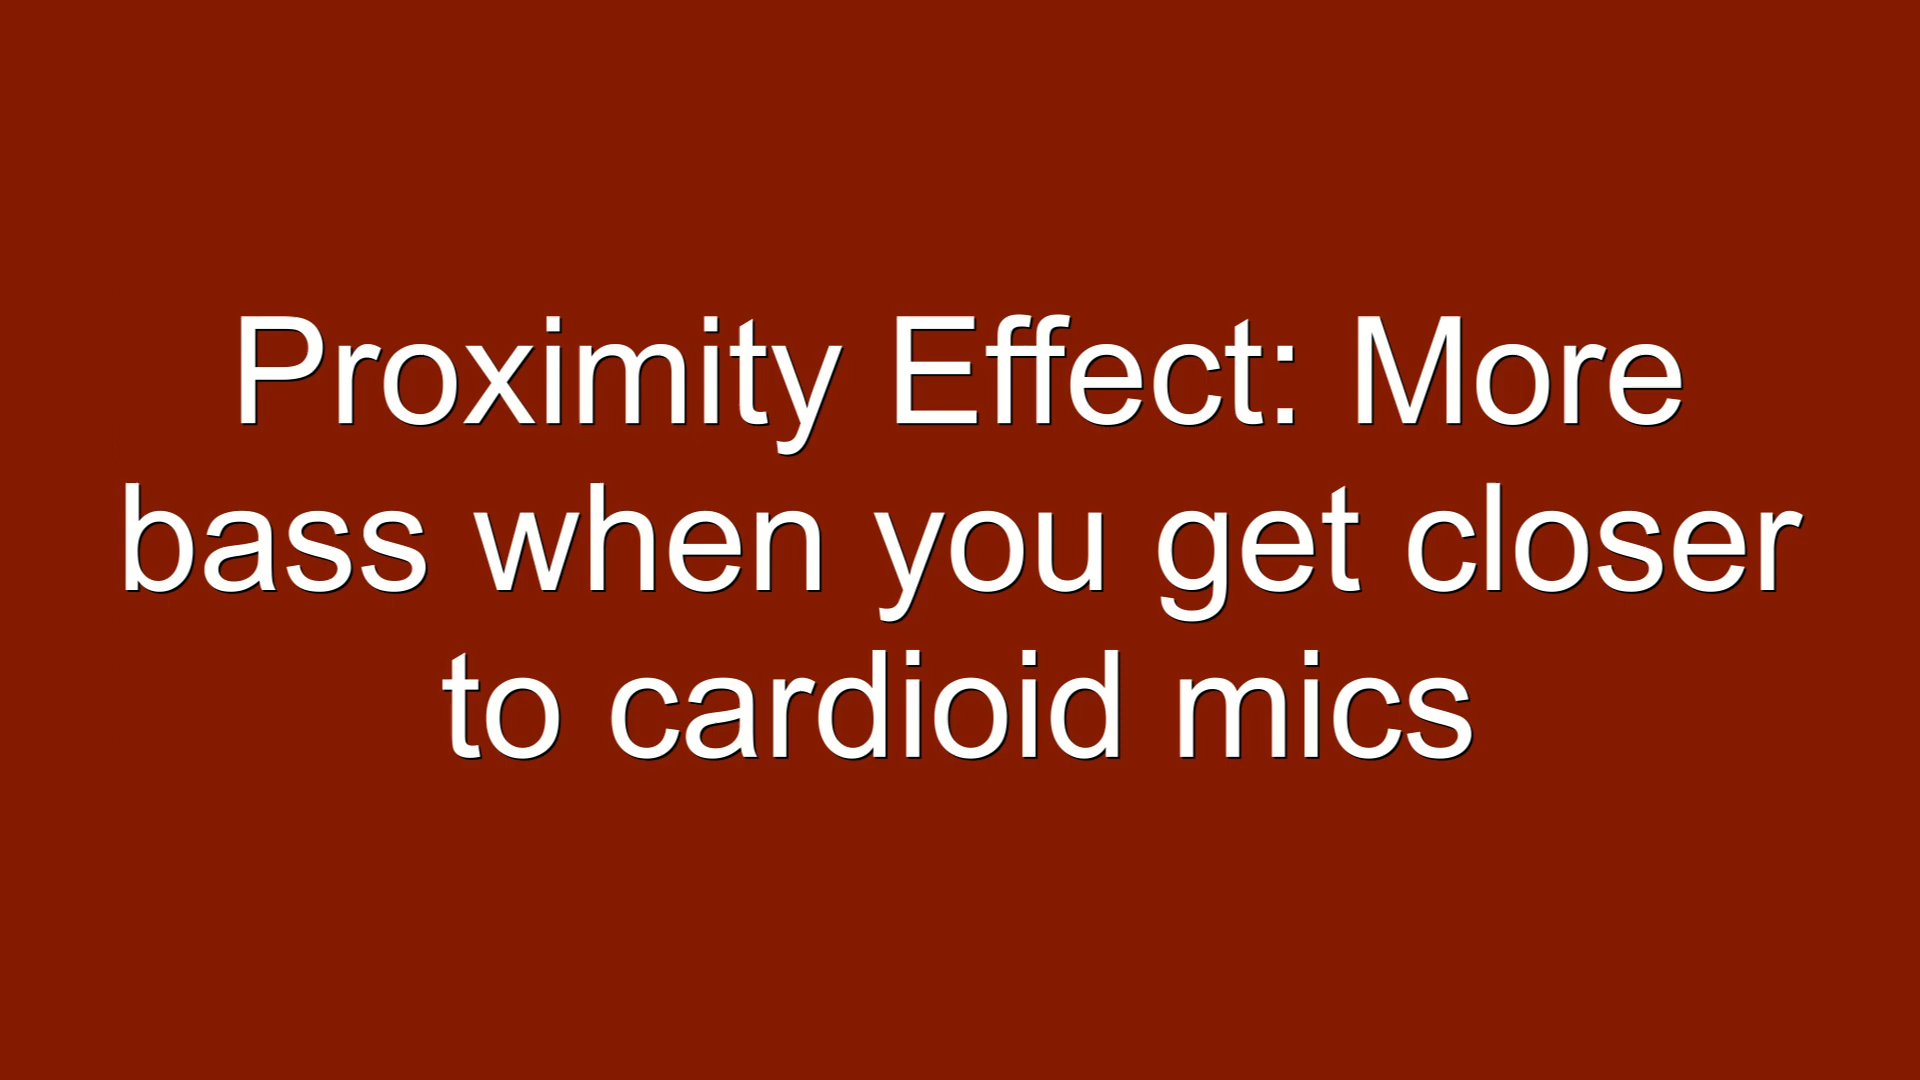 Proximity Effect: More
bass when you get closer
to cardioid mics